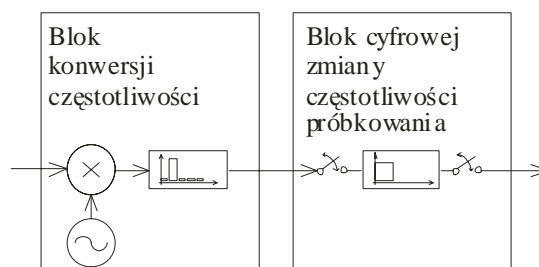 Blok
konwersji
częstotliwości
Blok cyfrowej
zmiany
częstotliwości
próbkowania